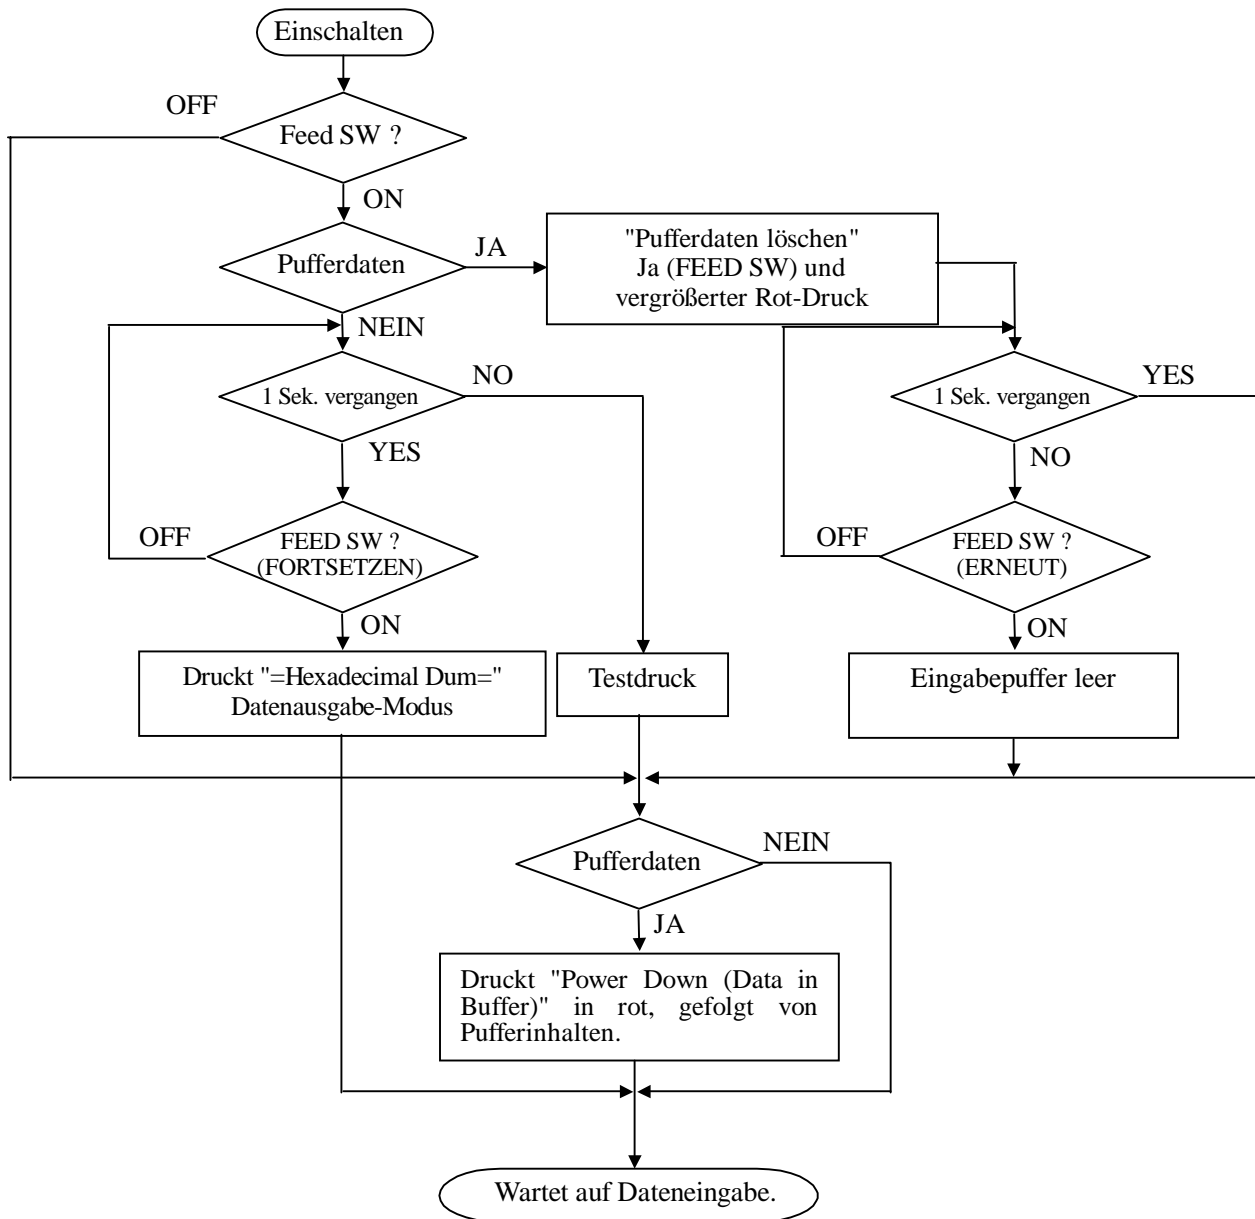 Einschalten
OFF
Feed SW ?
ON
Pufferdaten
JA
"Pufferdaten löschen"
Ja (FEED SW) und
vergrößerter Rot-Druck
NEIN
1 Sek. vergangen
NO
YES
1 Sek. vergangen
YES
NO
OFF
FEED SW ?
(FORTSETZEN)
ON
OFF
FEED SW ?
(ERNEUT)
ON
Druckt "=Hexadecimal Dum="
Datenausgabe-Modus
Testdruck
Eingabepuffer leer
Pufferdaten
NEIN
JA
Druckt "Power Down (Data in
Buffer)" in rot, gefolgt von
Pufferinhalten.
Wartet auf Dateneingabe.